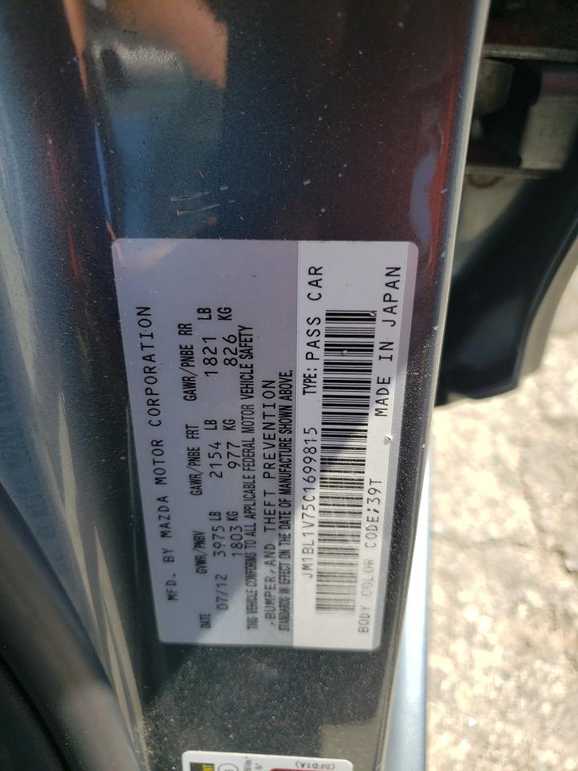 MFD. BY MAZDA MOTOR CORPORATION
DATE GVWR/PNBV GAWR/PNBE FRT GAWR/PNBE RR
07/12 3975 LB 2154 LB 1821 LB
1803 KG 977 KG 826 KG
THIS VEHICLE CONFORMS TO ALL APPLICABLE FEDERAL MOTOR VEHICLE SAFETY
,BUMPER,AND THEFT PREVENTION
STANDARDS IN EFFECT ON THE DATE OF MANUFACTURE SHOWN ABOVE.
JM1BL1V75C1699815 TYPE: PASS CAR
BODY COLOR CODE;39T MADE IN JAPAN